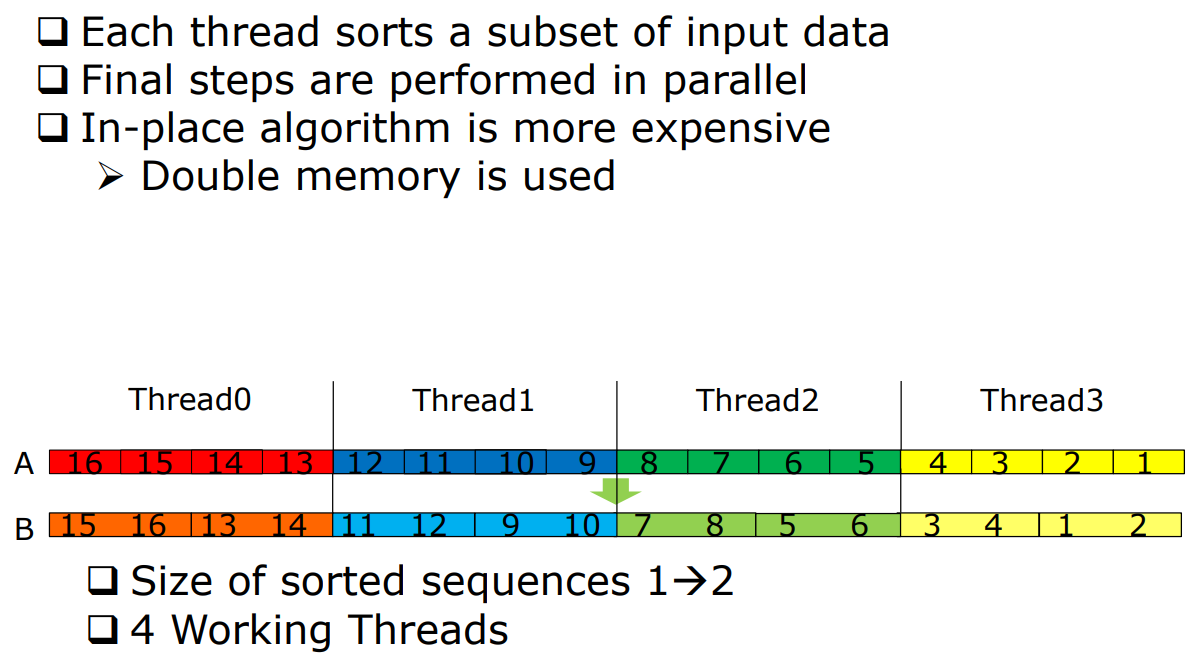 ❑ Each thread sorts a subset of input data
❑ Final steps are performed in parallel
❑ In-place algorithm is more expensive
➢ Double memory is used
Thread0 Thread1 Thread2 Thread3
A 16 15 14 13 12 11 10 9 8 7 6 5 4 3 2 1
B 15 16 13 14 11 12 9 10 7 8 5 6 3 4 1 2
❑ Size of sorted sequences 1→2
❑ 4 Working Threads